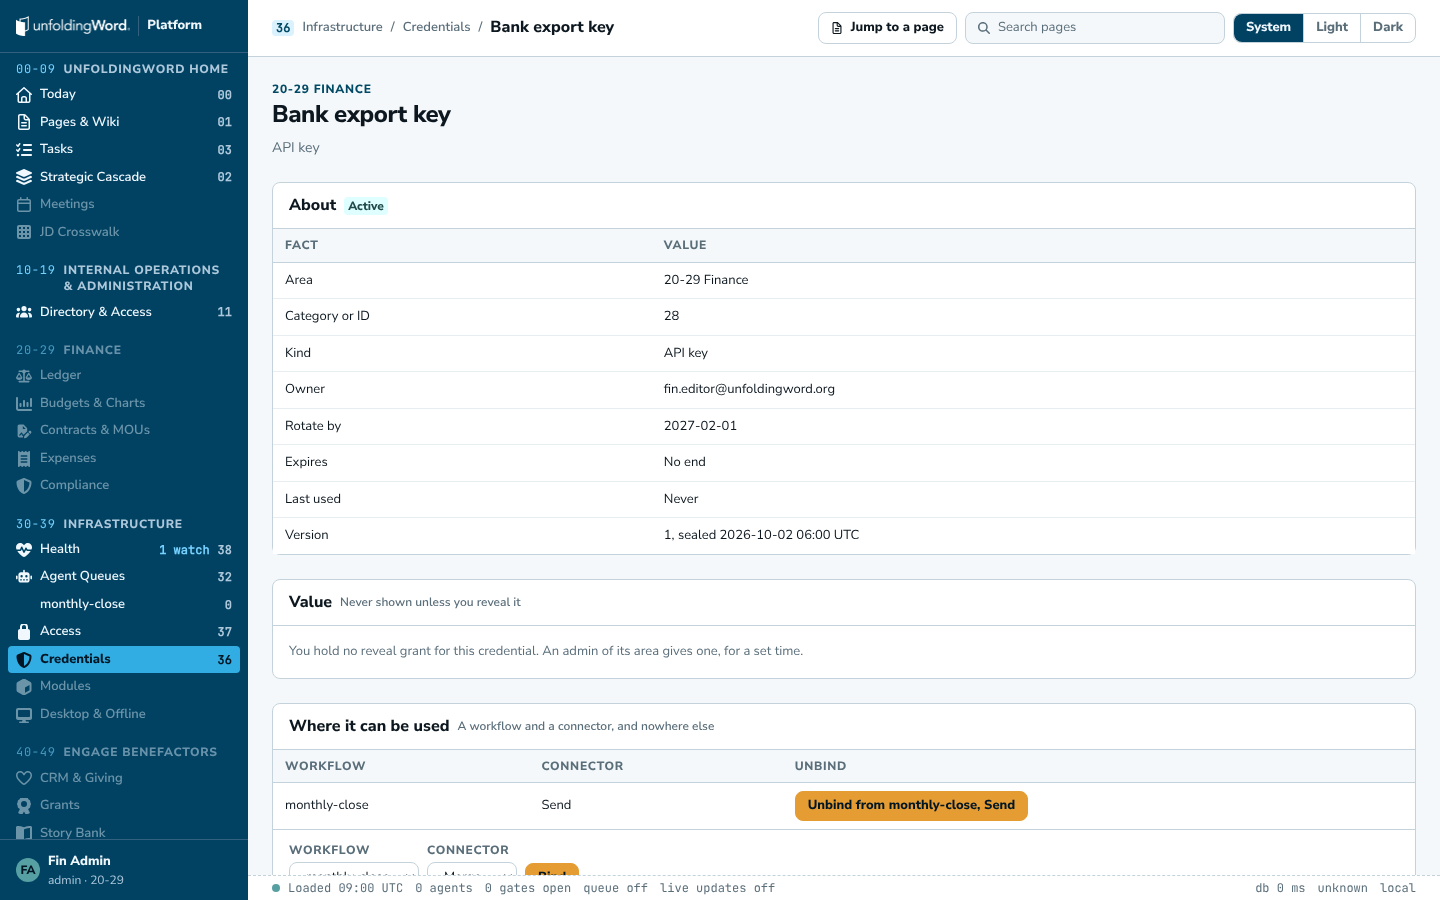 unfoldingWord. Platform
00-09 UNFOLDINGWORD HOME
Today 00
Pages & Wiki 01
Tasks 03
Strategic Cascade 02
Meetings
JD Crosswalk
10-19 INTERNAL OPERATIONS
& ADMINISTRATION
Directory & Access 11
20-29 FINANCE
Ledger
Budgets & Charts
Contracts & MOUs
Expenses
Compliance
30-39 INFRASTRUCTURE
Health 1 watch 38
Agent Queues 32
monthly-close 0
Access 37
Credentials 36
Modules
Desktop & Offline
40-49 ENGAGE BENEFACTORS
CRM & Giving
Grants
Story Bank
FA Fin Admin
admin · 20-29
36 Infrastructure / Credentials / Bank export key
Jump to a page
Search pages
System Light Dark
20-29 FINANCE
Bank export key
API key
About Active
FACT VALUE
Area 20-29 Finance
Category or ID 28
Kind API key
Owner fin.editor@unfoldingword.org
Rotate by 2027-02-01
Expires No end
Last used Never
Version 1, sealed 2026-10-02 06:00 UTC
Value Never shown unless you reveal it
You hold no reveal grant for this credential. An admin of its area gives one, for a set time.
Where it can be used A workflow and a connector, and nowhere else
WORKFLOW CONNECTOR UNBIND
monthly-close Send Unbind from monthly-close, Send
WORKFLOW CONNECTOR
Loaded 09:00 UTC 0 agents 0 gates open queue off live updates off
db 0 ms unknown local